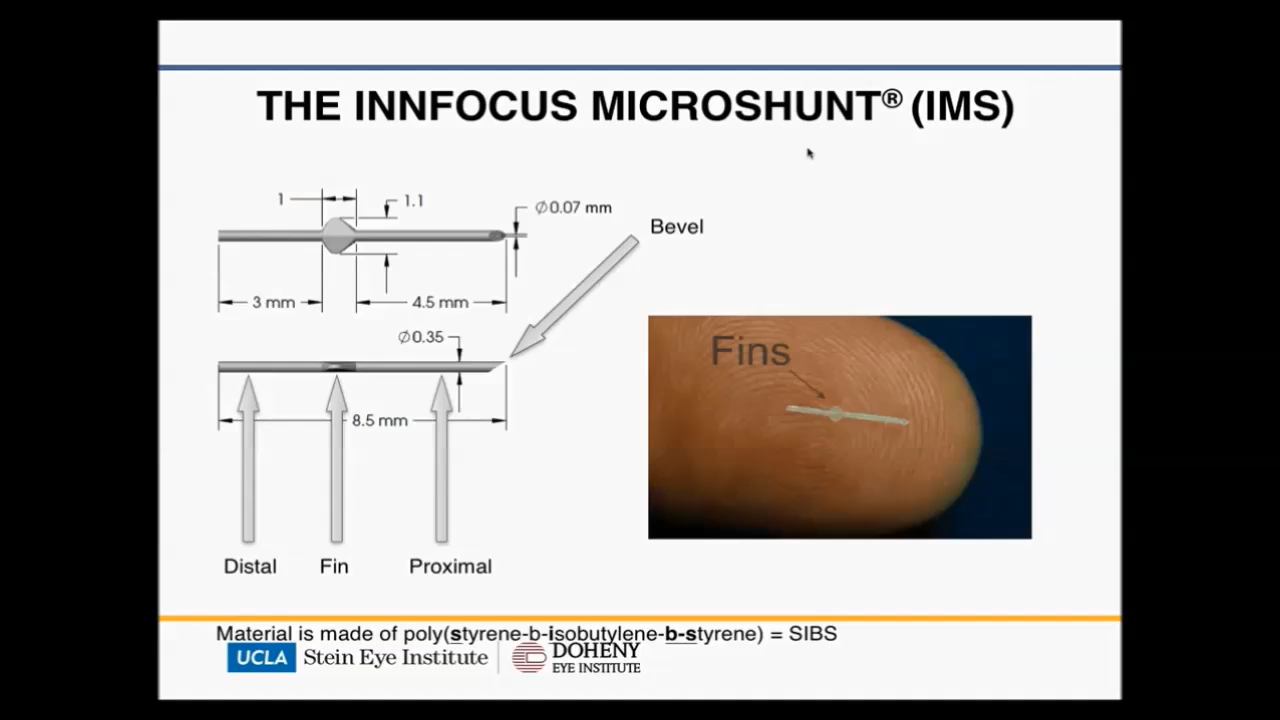 THE INNFOCUS MICROSHUNT® (IMS)
1
1.1
Ø0.07 mm
Bevel
3 mm
4.5 mm
Ø0.35
Fins
8.5 mm
Distal
Fin
Proximal
Material is made of poly(styrene-b-isobutylene-b-styrene) = SIBS
UCLA Stein Eye Institute
DOHENY
EYE INSTITUTE